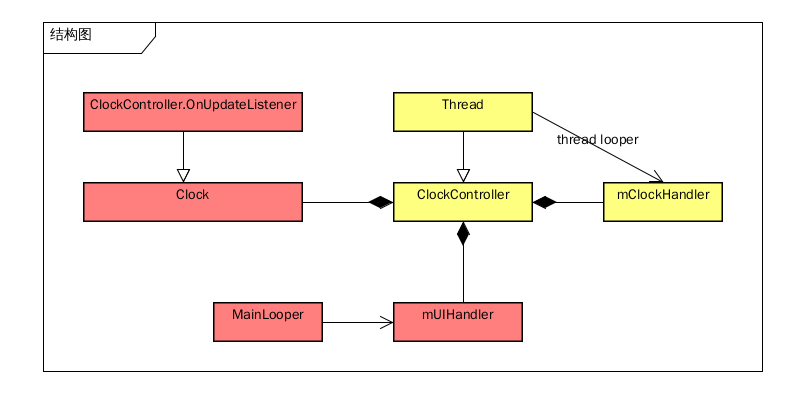 结构图
ClockController.OnUpdateListener
Thread
thread looper
Clock
ClockController
mClockHandler
MainLooper
mUIHandler